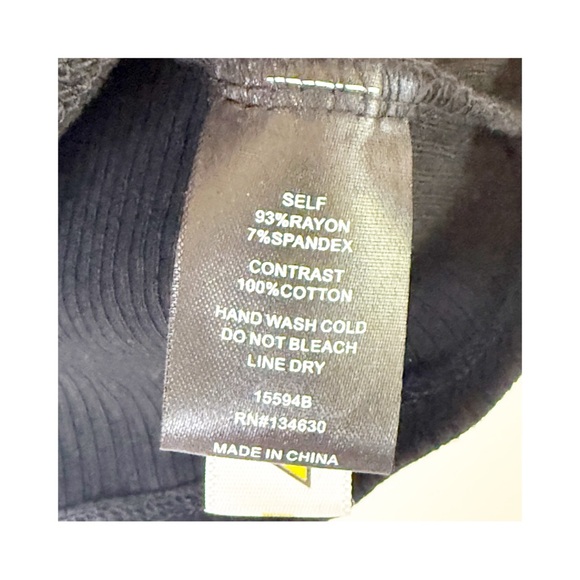 SELF
93%RAYON
7%SPANDEX
CONTRAST
100%COTTON
HAND WASH COLD
DO NOT BLEACH
LINE DRY
15594B
RN#134630
MADE IN CHINA